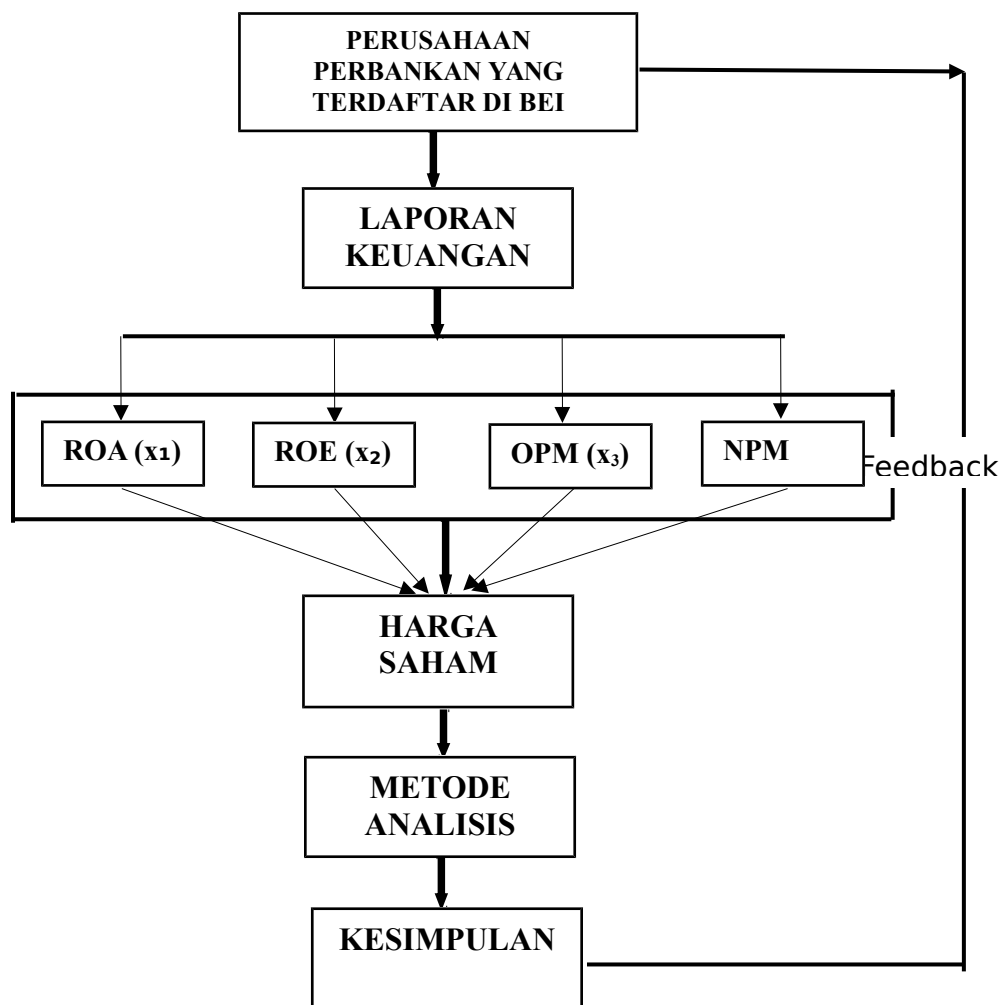 PERUSAHAAN
PERBANKAN YANG
TERDAFTAR DI BEI
LAPORAN
KEUANGAN
ROA (x₁)
ROE (x₂)
OPM (x₃)
NPM
Feedback
HARGA
SAHAM
METODE
ANALISIS
KESIMPULAN